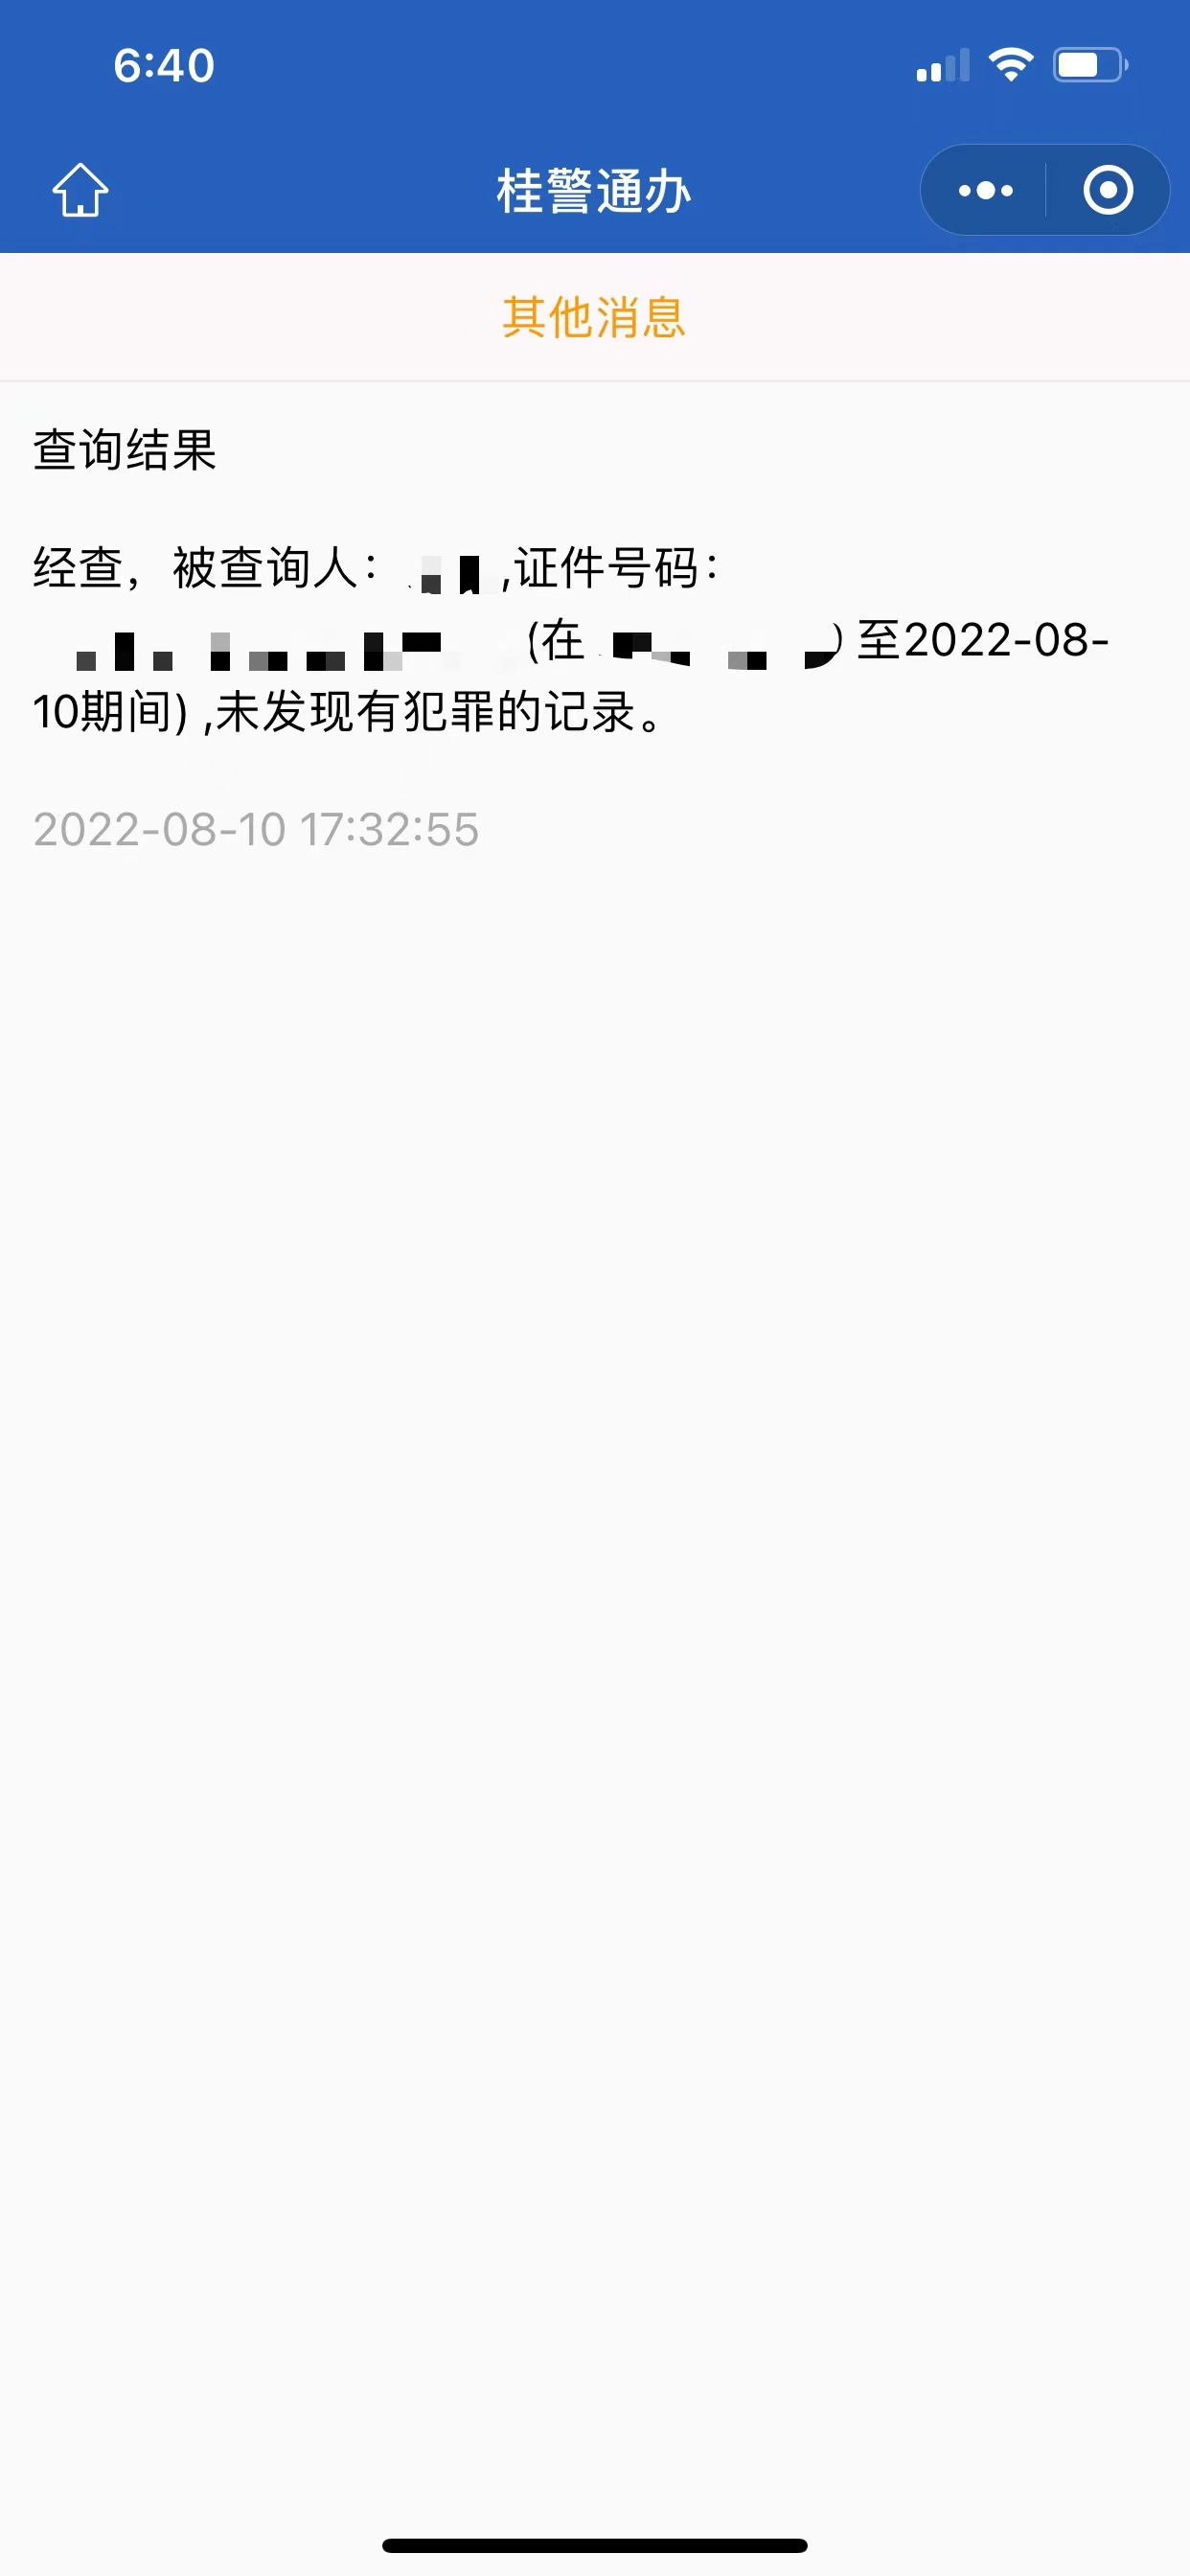 6:40
桂警通办
其他消息
查询结果
经查，被查询人： ,证件号码：
(在 ) 至2022-08-
10期间) ,未发现有犯罪的记录。
2022-08-10 17:32:55